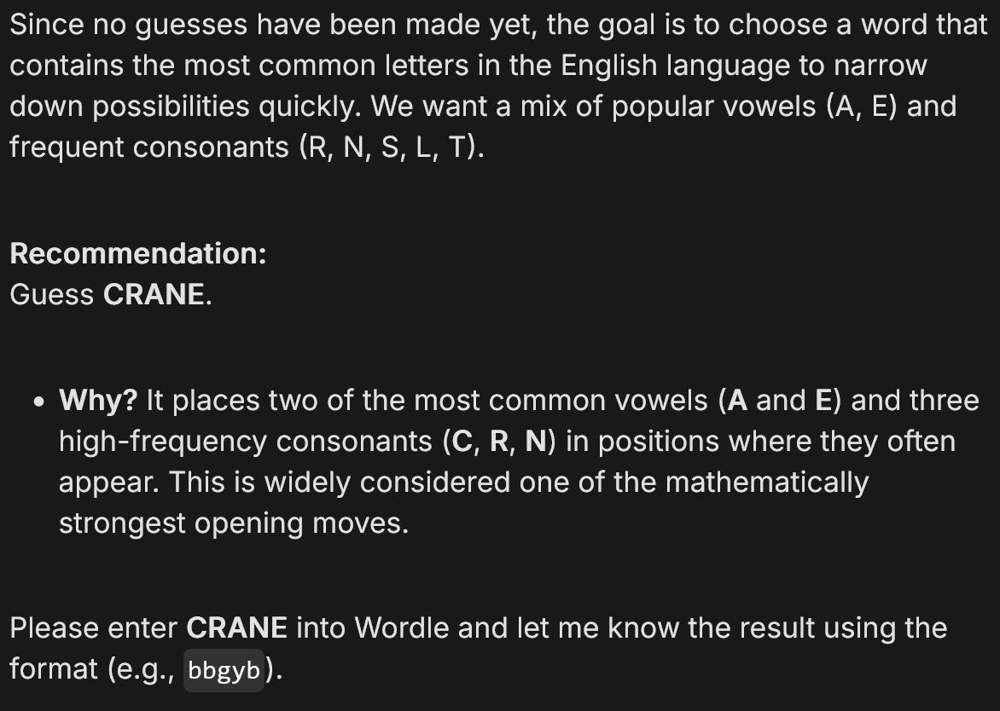 Since no guesses have been made yet, the goal is to choose a word that
contains the most common letters in the English language to narrow
down possibilities quickly. We want a mix of popular vowels (A, E) and
frequent consonants (R, N, S, L, T).
Recommendation:
Guess CRANE.
• Why? It places two of the most common vowels (A and E) and three
high-frequency consonants (C, R, N) in positions where they often
appear. This is widely considered one of the mathematically
strongest opening moves.
Please enter CRANE into Wordle and let me know the result using the
format (e.g., bbgyb).